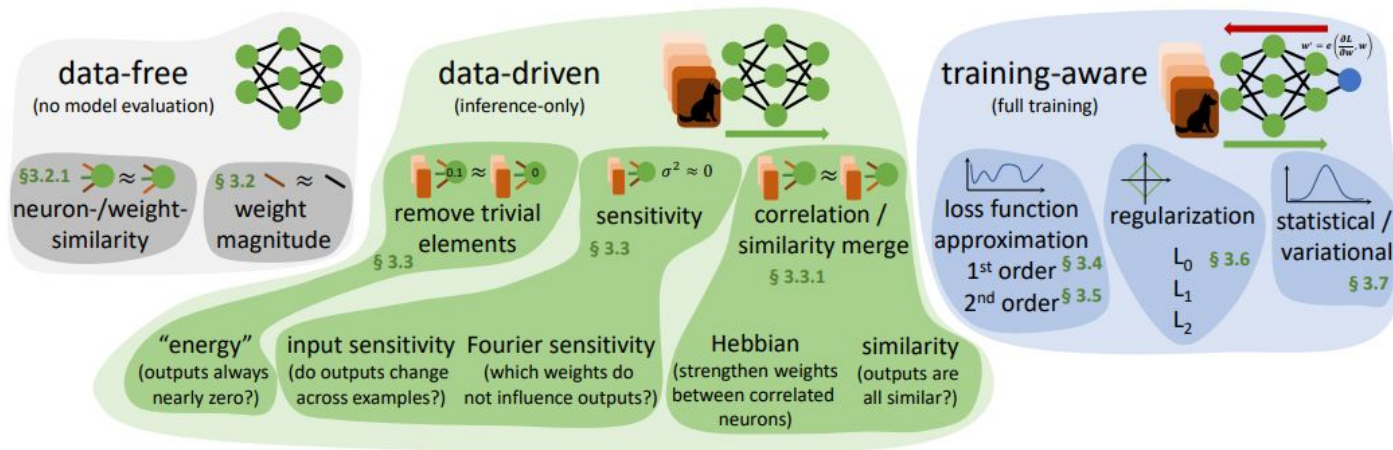 data-free
(no model evaluation)
§3.2.1
≈
neuron-/weight-
similarity
§ 3.2
≈
weight
magnitude
data-driven
(inference-only)
0.1 ≈ 0
remove trivial
elements
§ 3.3
σ² ≈ 0
sensitivity
§ 3.3
≈
correlation /
similarity merge
§ 3.3.1
"energy"
(outputs always
nearly zero?)
input sensitivity
(do outputs change
across examples?)
Fourier sensitivity
(which weights do
not influence outputs?)
Hebbian
(strengthen weights
between correlated
neurons)
similarity
(outputs are
all similar?)
training-aware
(full training)
w' = e(∂L/∂w, w)
loss function
approximation
1st order § 3.4
2nd order § 3.5
regularization
L0 § 3.6
L1
L2
statistical /
variational
§ 3.7